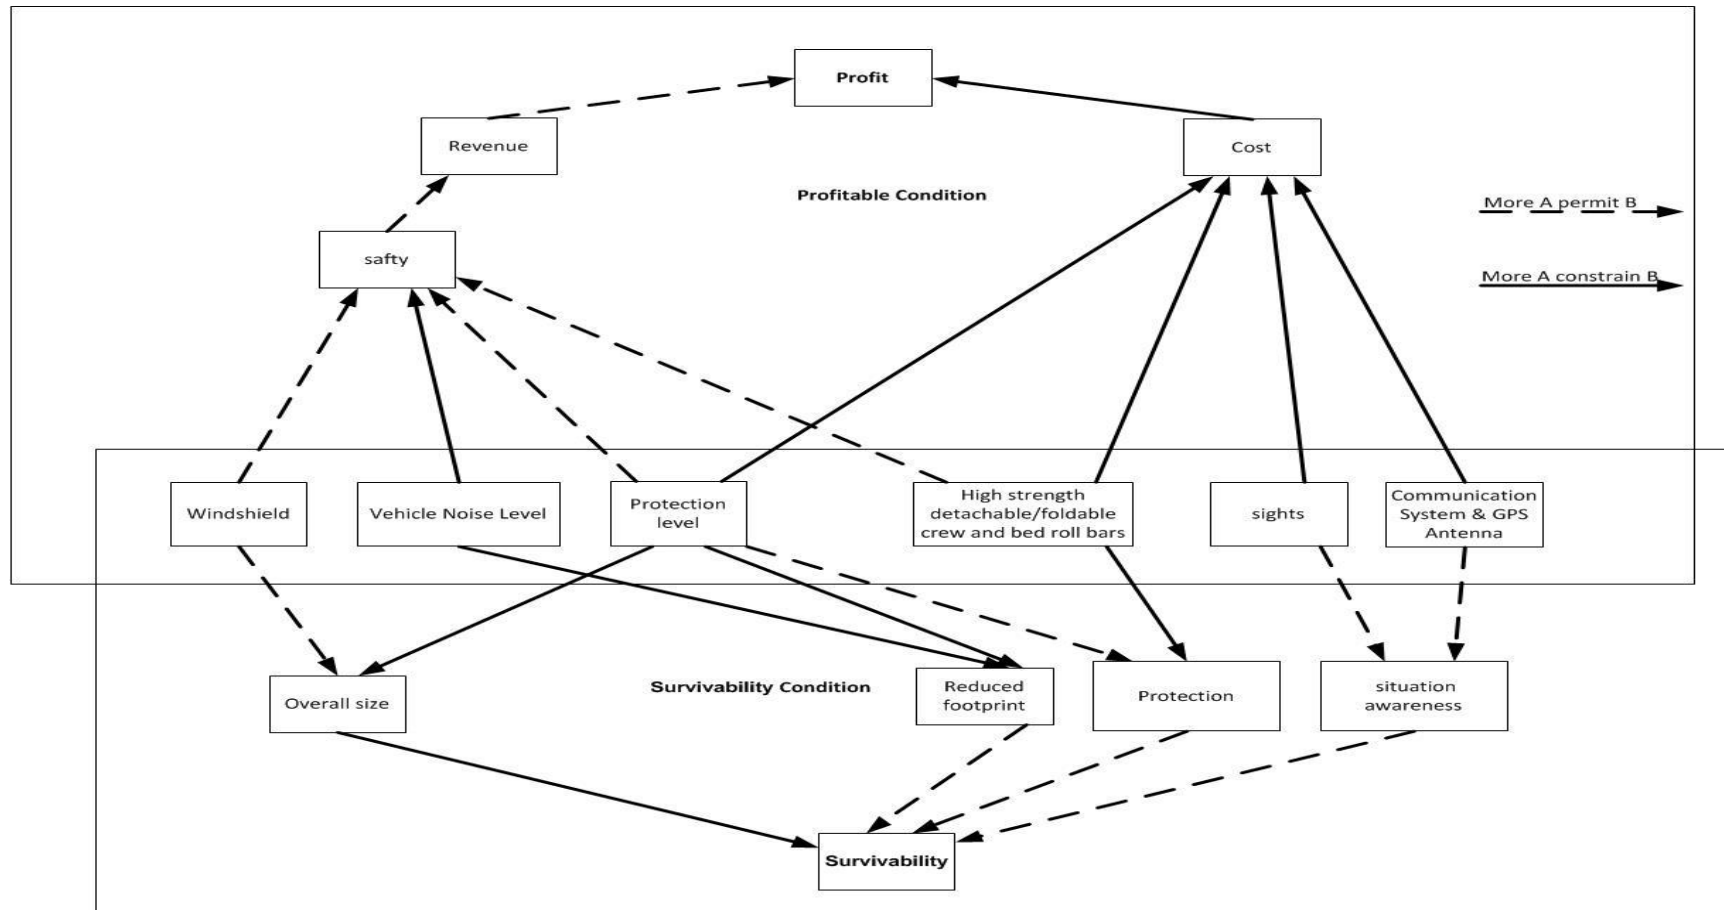 Profit
Revenue
Cost
Profitable Condition
More A permit B
safty
More A constrain B
Windshield
Vehicle Noise Level
Protection
level
High strength
detachable/foldable
crew and bed roll bars
sights
Communication
System & GPS
Antenna
Overall size
Survivability Condition
Reduced
footprint
Protection
situation
awareness
Survivability